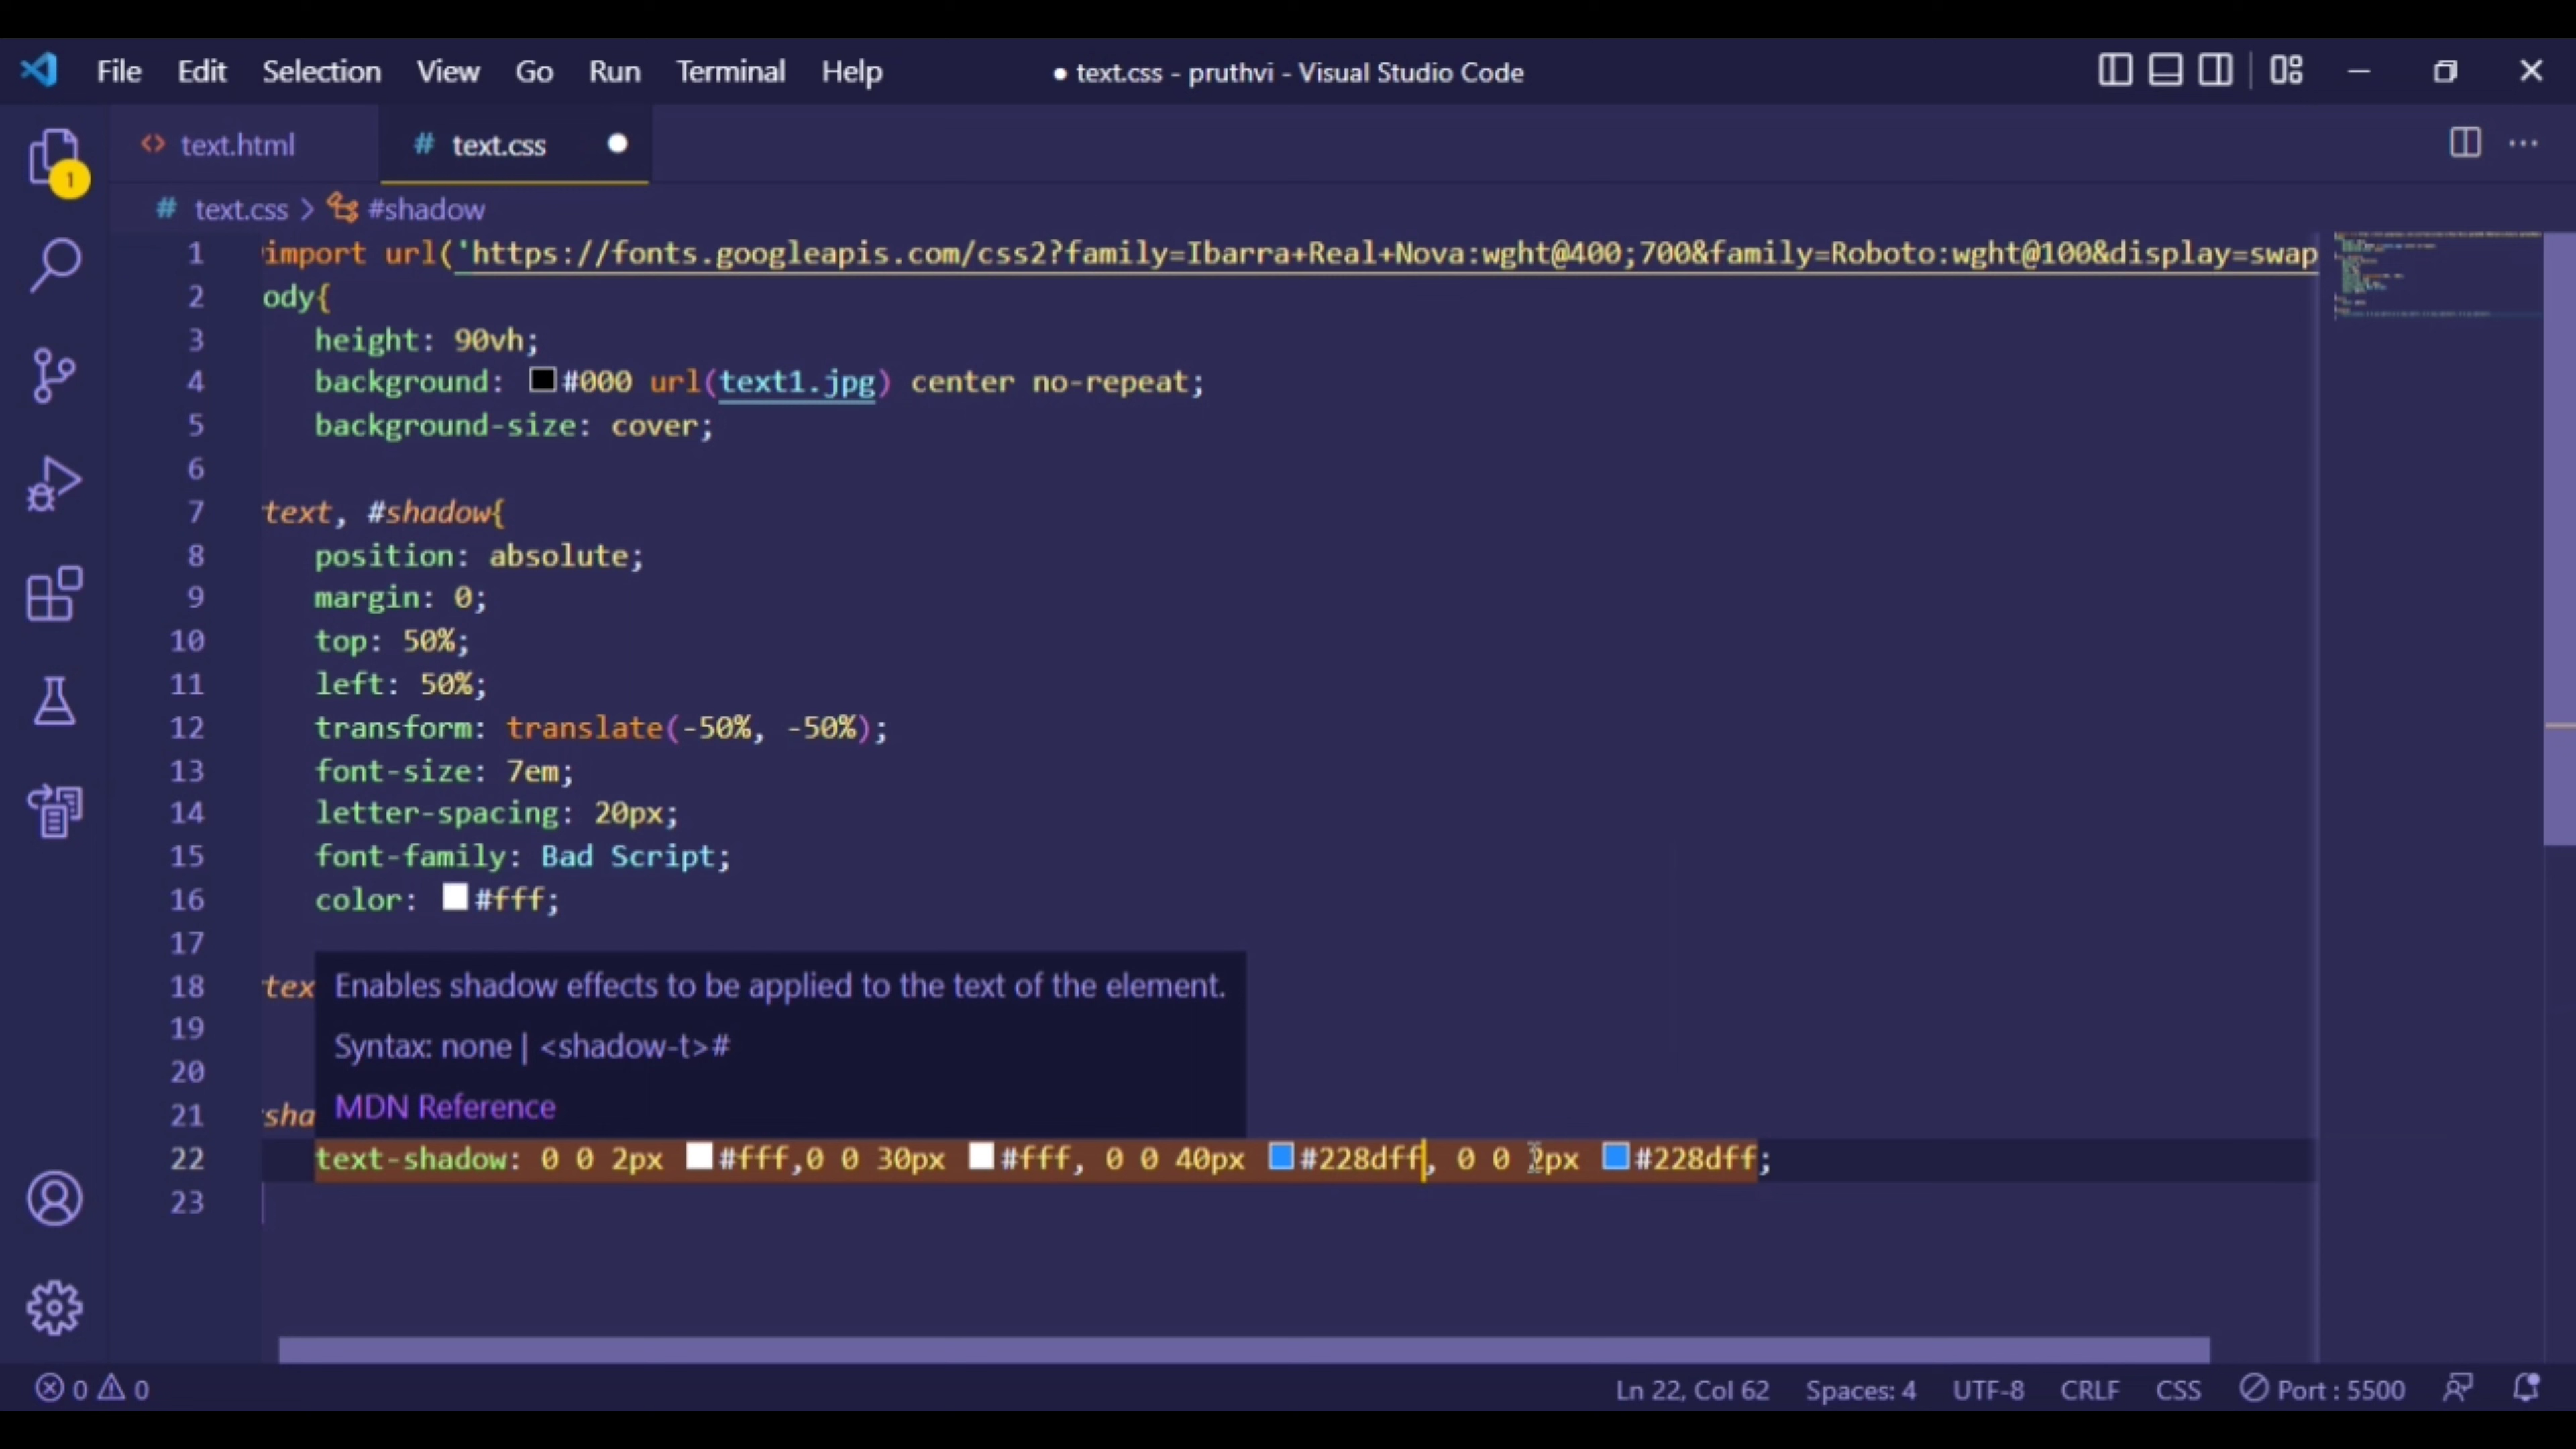 File Edit Selection View Go Run Terminal Help
● text.css - pruthvi - Visual Studio Code
<> text.html
# text.css ●
1
# text.css > #shadow
1 import url('https://fonts.googleapis.com/css2?family=Ibarra+Real+Nova:wght@400;700&family=Roboto:wght@100&display=swap
2 ody{
3 height: 90vh;
4 background: #000 url(text1.jpg) center no-repeat;
5 background-size: cover;
6
7 text, #shadow{
8 position: absolute;
9 margin: 0;
10 top: 50%;
11 left: 50%;
12 transform: translate(-50%, -50%);
13 font-size: 7em;
14 letter-spacing: 20px;
15 font-family: Bad Script;
16 color: #fff;
17
18 tex
Enables shadow effects to be applied to the text of the element.
19
Syntax: none | <shadow-t>#
20
21 sha
MDN Reference
22 text-shadow: 0 0 2px #fff,0 0 30px #fff, 0 0 40px #228dff, 0 0 2px #228dff;
23
0 0
Ln 22, Col 62 Spaces: 4 UTF-8 CRLF CSS Port : 5500